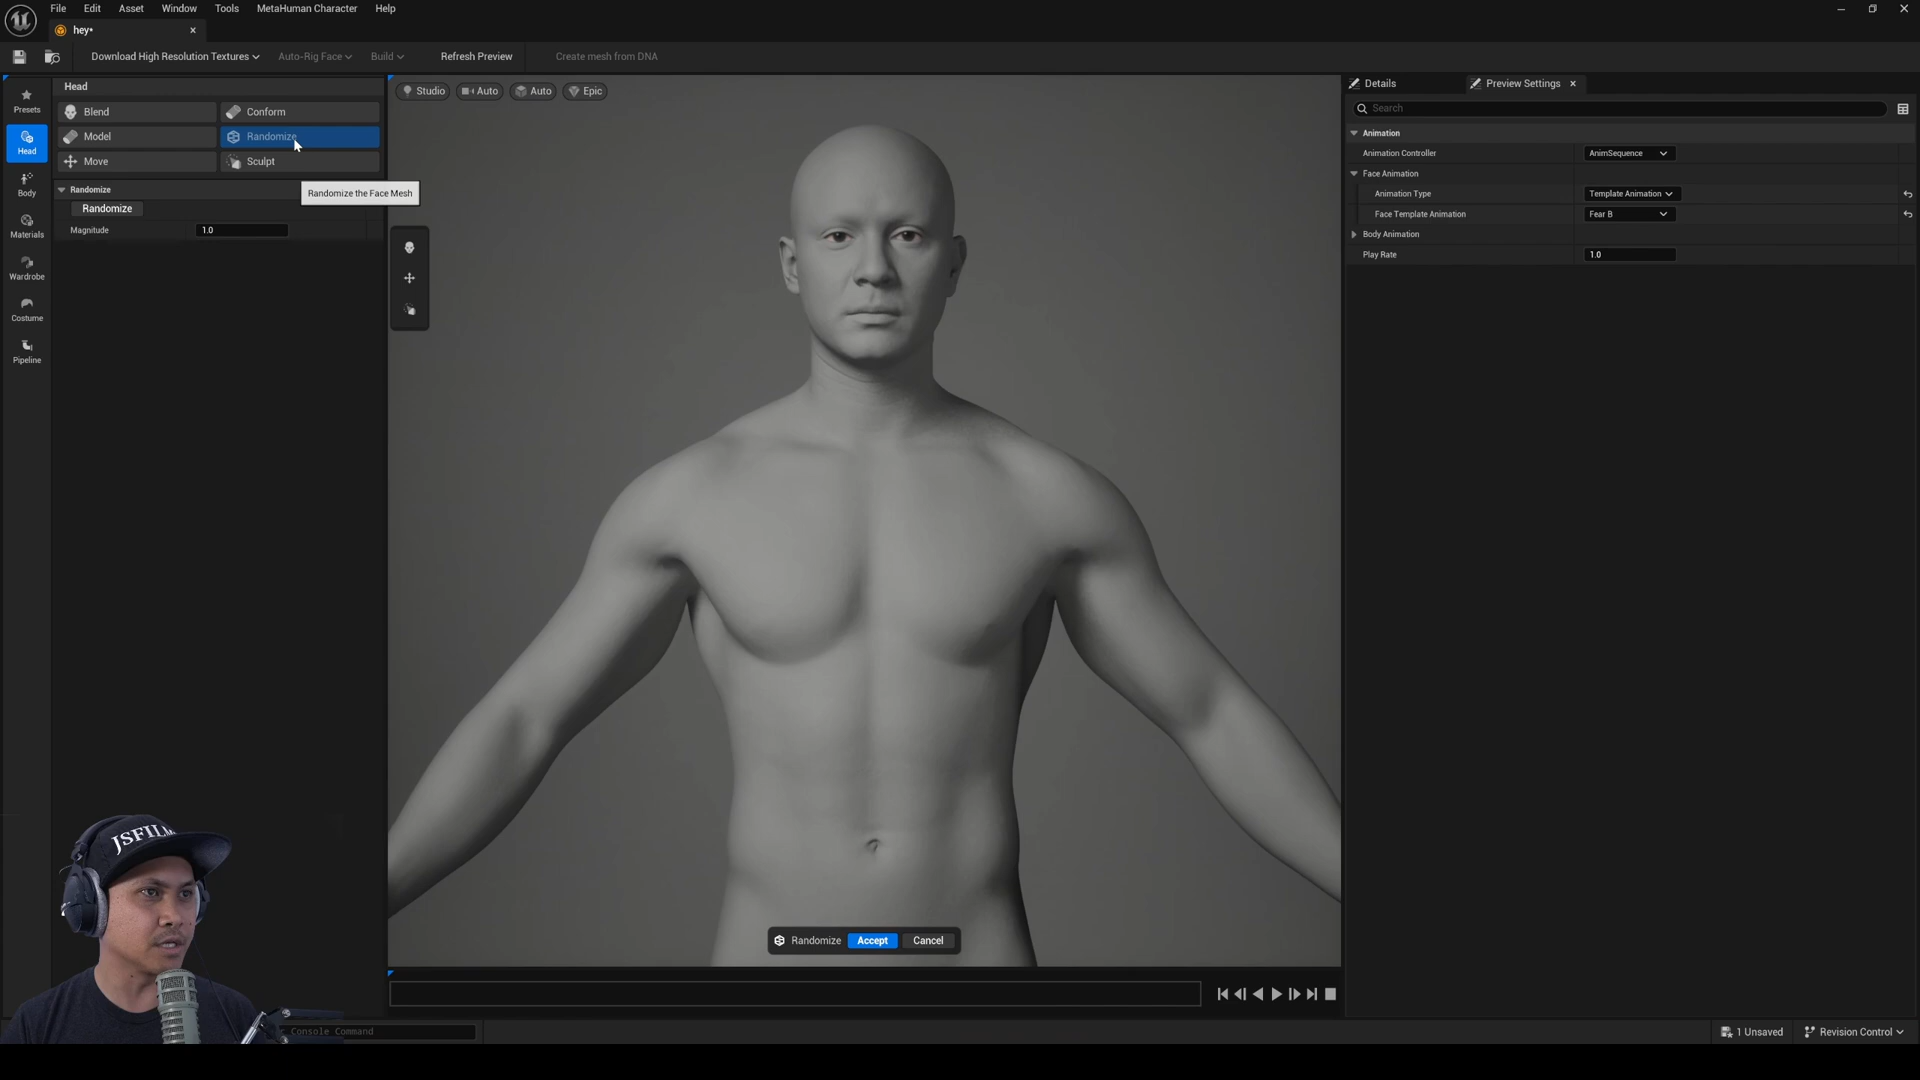 File Edit Asset Window Tools MetaHuman Character Help
hey•
Download High Resolution Textures Auto-Rig Face Build Refresh Preview Create mesh from DNA
Presets
Head
Body
Materials
Wardrobe
Costume
Pipeline
Head
Blend Conform
Model Randomize
Move Sculpt
Randomize
Randomize the Face Mesh
Randomize
Magnitude 1.0
Studio Auto Auto Epic
Randomize Accept Cancel
Details Preview Settings
Search
Animation
Animation Controller AnimSequence
Face Animation
Animation Type Template Animation
Face Template Animation Fear B
Body Animation
Play Rate 1.0
JSFILM
Console Command
1 Unsaved Revision Control